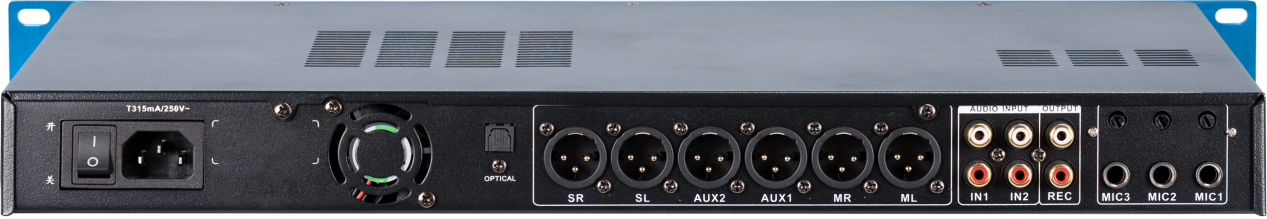 T315mA/250V~
开
I
O
关
OPTICAL
SR SL AUX2 AUX1 MR ML
AUDIO INPUT OUTPUT
IN1 IN2 REC
MIC3 MIC2 MIC1